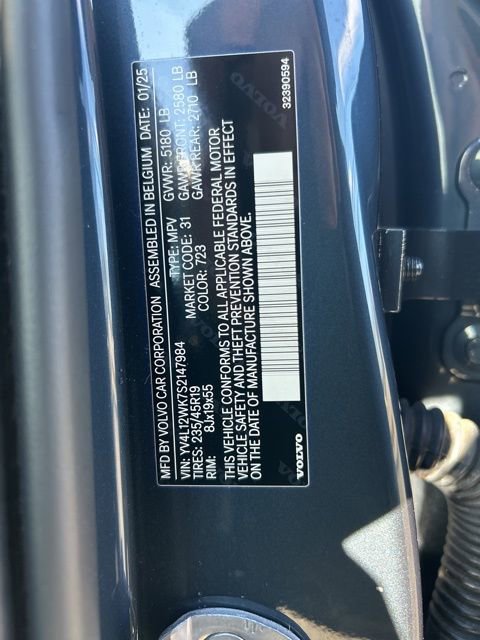 MFD BY VOLVO CAR CORPORATION ASSEMBLED IN BELGIUM DATE: 01/25
VIN: YV4L12WK7S2147984 TYPE: MPV GVWR: 5180 LB
TIRES: 235/45R19 MARKET CODE: 31 GAWR FRONT: 2580 LB
RIM: 8Jx19x55 COLOR: 723 GAWR REAR: 2710 LB
THIS VEHICLE CONFORMS TO ALL APPLICABLE FEDERAL MOTOR
VEHICLE SAFETY AND THEFT PREVENTION STANDARDS IN EFFECT
ON THE DATE OF MANUFACTURE SHOWN ABOVE.
VOLVO 32390594
VOLVO